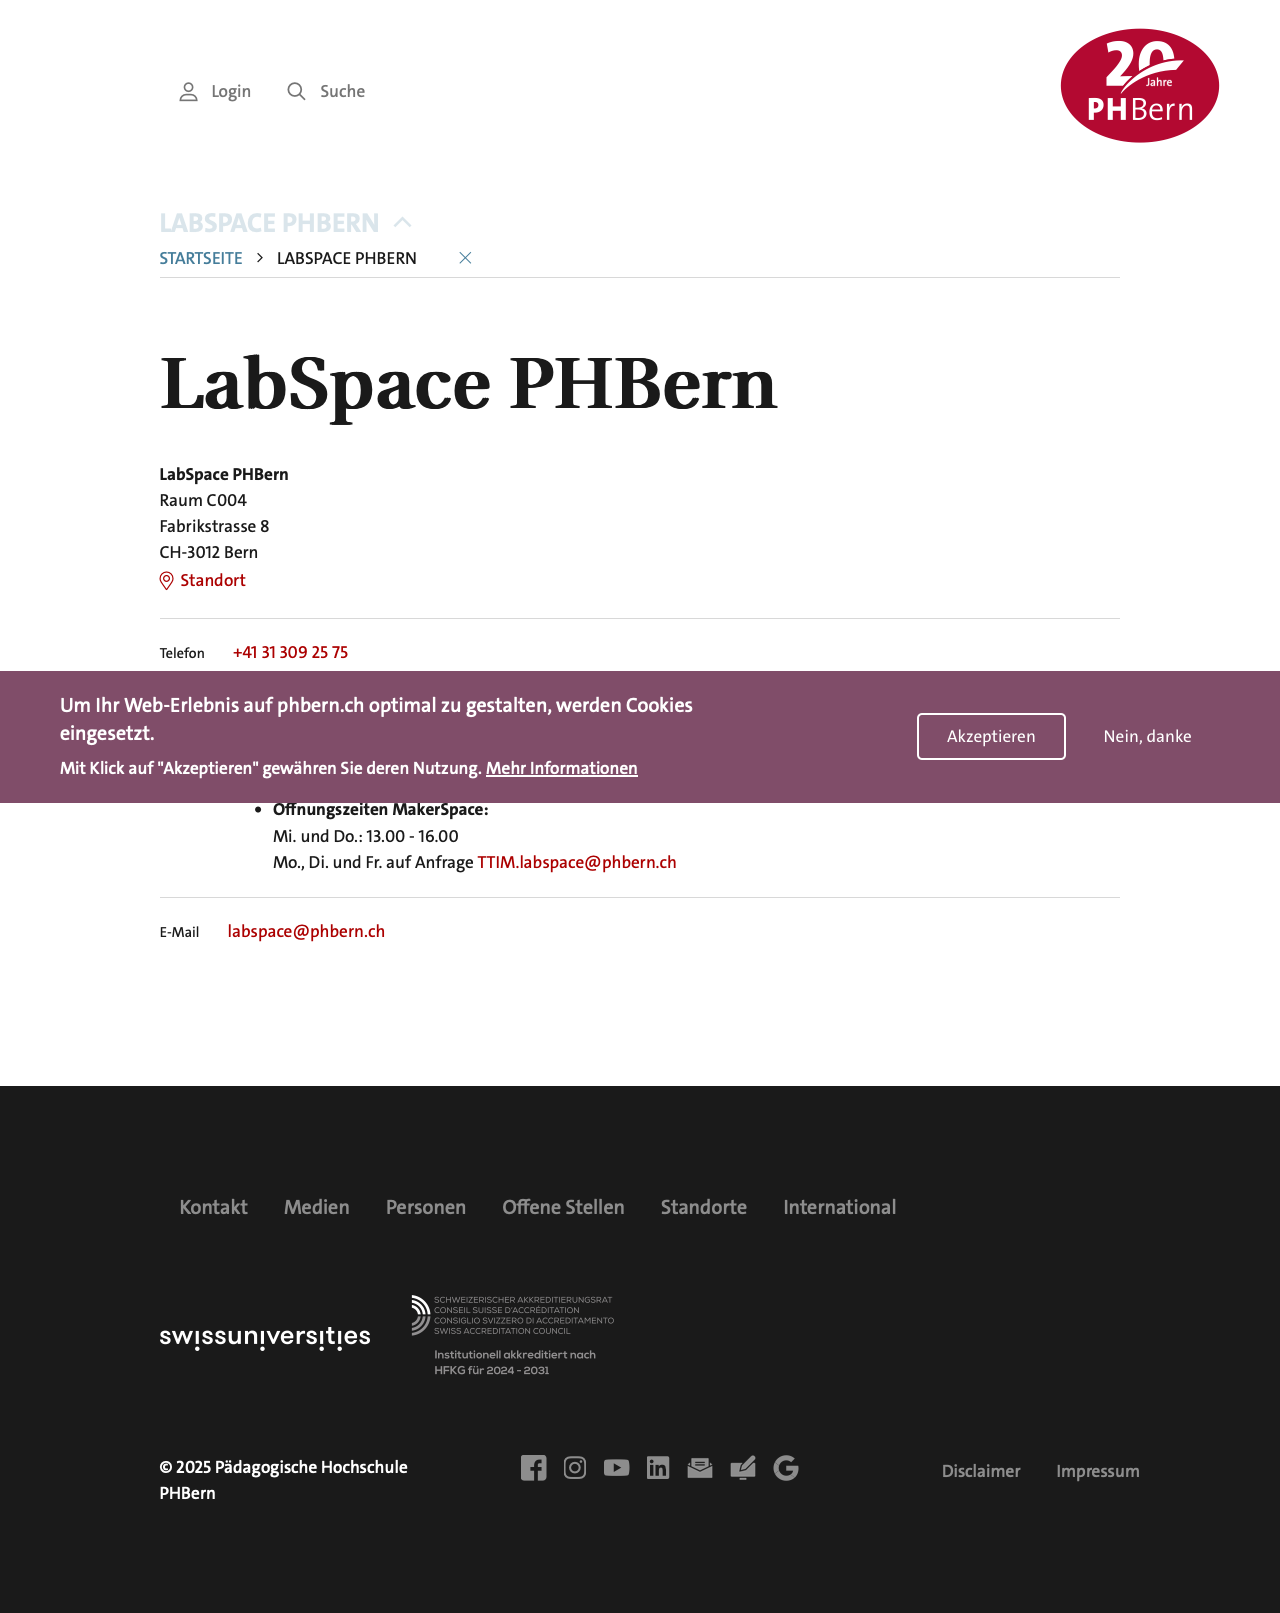 Login
Suche
20 Jahre
PHBern
LABSPACE PHBERN
STARTSEITE
LABSPACE PHBERN
LabSpace PHBern
LabSpace PHBern
Raum C004
Fabrikstrasse 8
CH-3012 Bern
Standort
Telefon +41 31 309 25 75
Um Ihr Web-Erlebnis auf phbern.ch optimal zu gestalten, werden Cookies
eingesetzt.
Mit Klick auf "Akzeptieren" gewähren Sie deren Nutzung. Mehr Informationen
Akzeptieren
Nein, danke
Öffnungszeiten MakerSpace:
Mi. und Do.: 13.00 - 16.00
Mo., Di. und Fr. auf Anfrage TTIM.labspace@phbern.ch
E-Mail labspace@phbern.ch
Kontakt
Medien
Personen
Offene Stellen
Standorte
International
swissuniversities
SCHWEIZERISCHER AKKREDITIERUNGSRAT
CONSEIL SUISSE D'ACCRÉDITATION
CONSIGLIO SVIZZERO DI ACCREDITAMENTO
SWISS ACCREDITATION COUNCIL
Institutionell akkreditiert nach
HFKG für 2024 - 2031
© 2025 Pädagogische Hochschule
PHBern
Disclaimer
Impressum